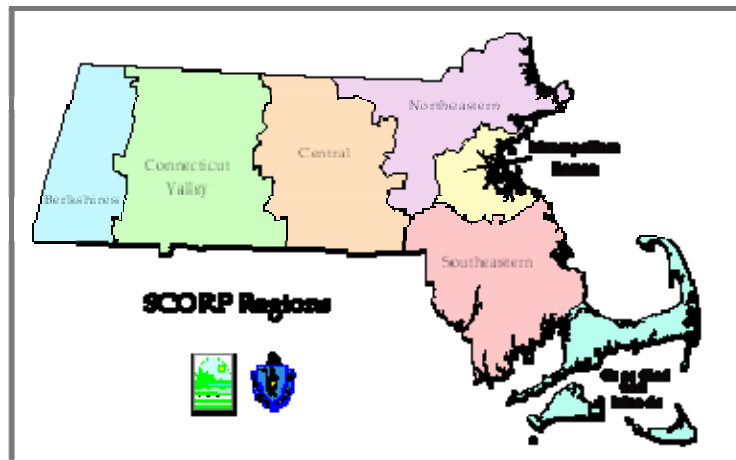 Northeastern
Metropolitan
Boston
Central
Connecticut
Valley
Berkshires
Southeastern
SCORP Regions
Cape Cod
and
Islands